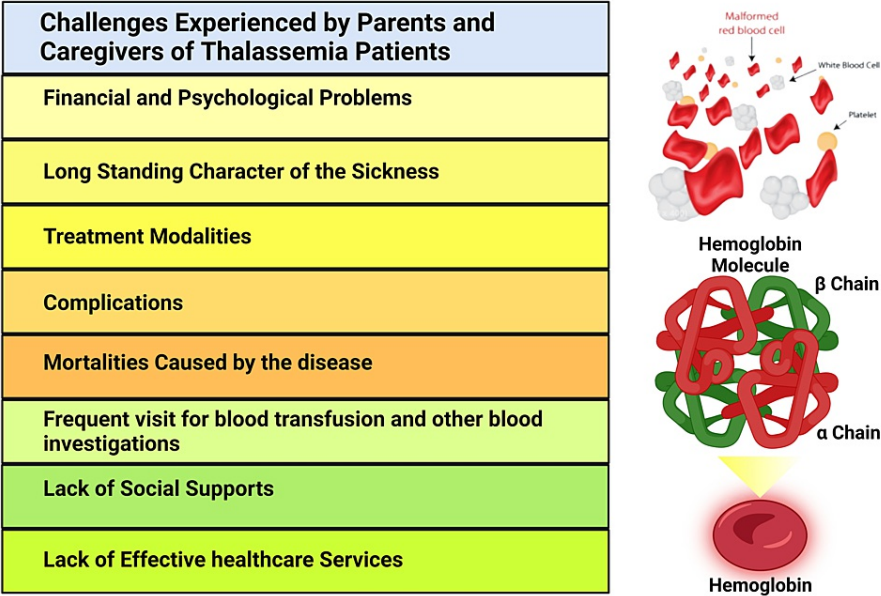 Challenges Experienced by Parents and
Caregivers of Thalassemia Patients
Financial and Psychological Problems
Long Standing Character of the Sickness
Treatment Modalities
Complications
Mortalities Caused by the disease
Frequent visit for blood transfusion and other blood
investigations
Lack of Social Supports
Lack of Effective healthcare Services
Malformed
red blood cell
White Blood Cell
Platelet
Hemoglobin
Molecule
β Chain
α Chain
Hemoglobin